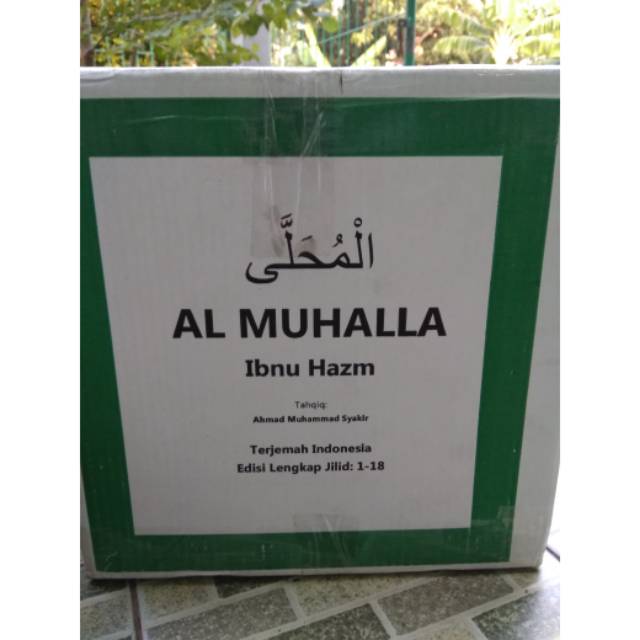 الْمُحَلَّى
AL MUHALLA
Ibnu Hazm
Tahqiq:
Ahmad Muhammad Syakir
Terjemah Indonesia
Edisi Lengkap Jilid: 1-18